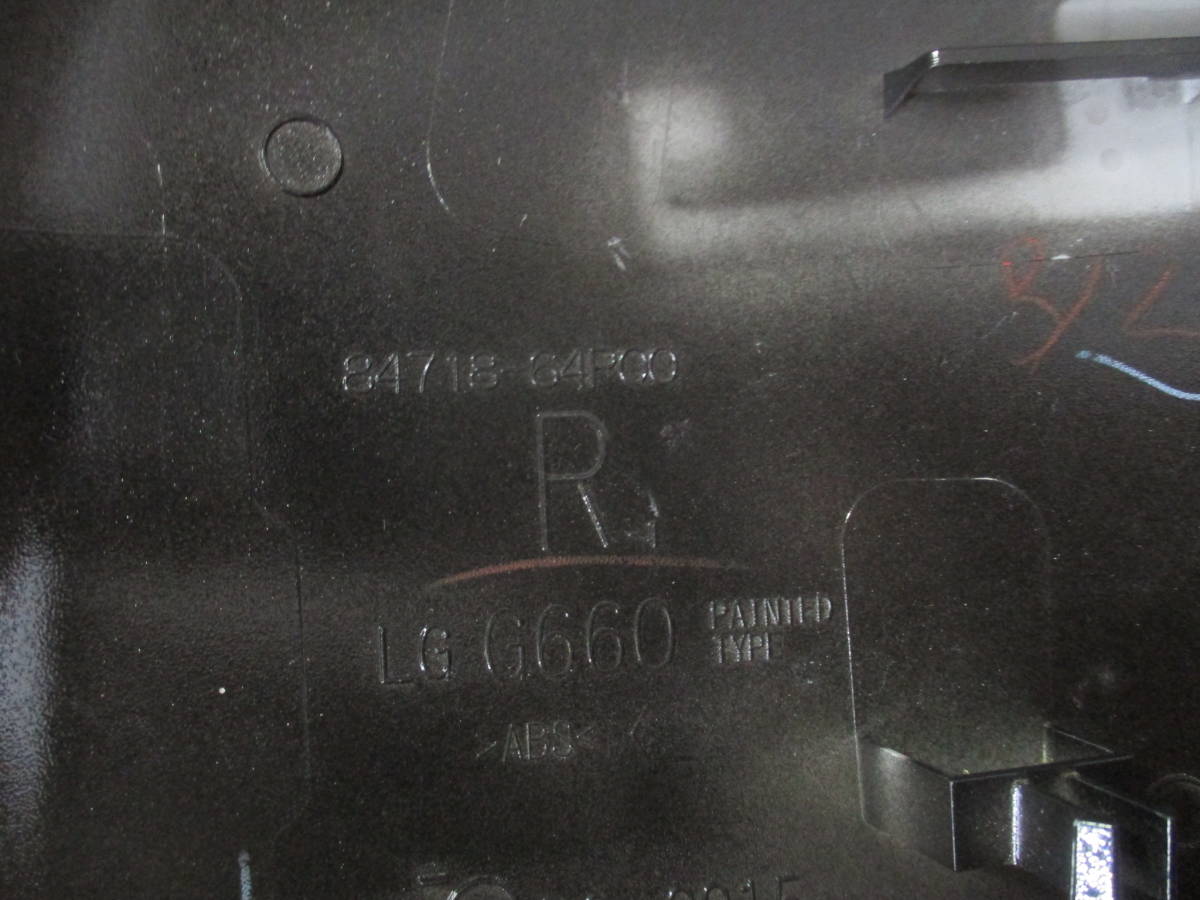 84718-64P00
R
LG G660 PAINTED
TYPE
>ABS<